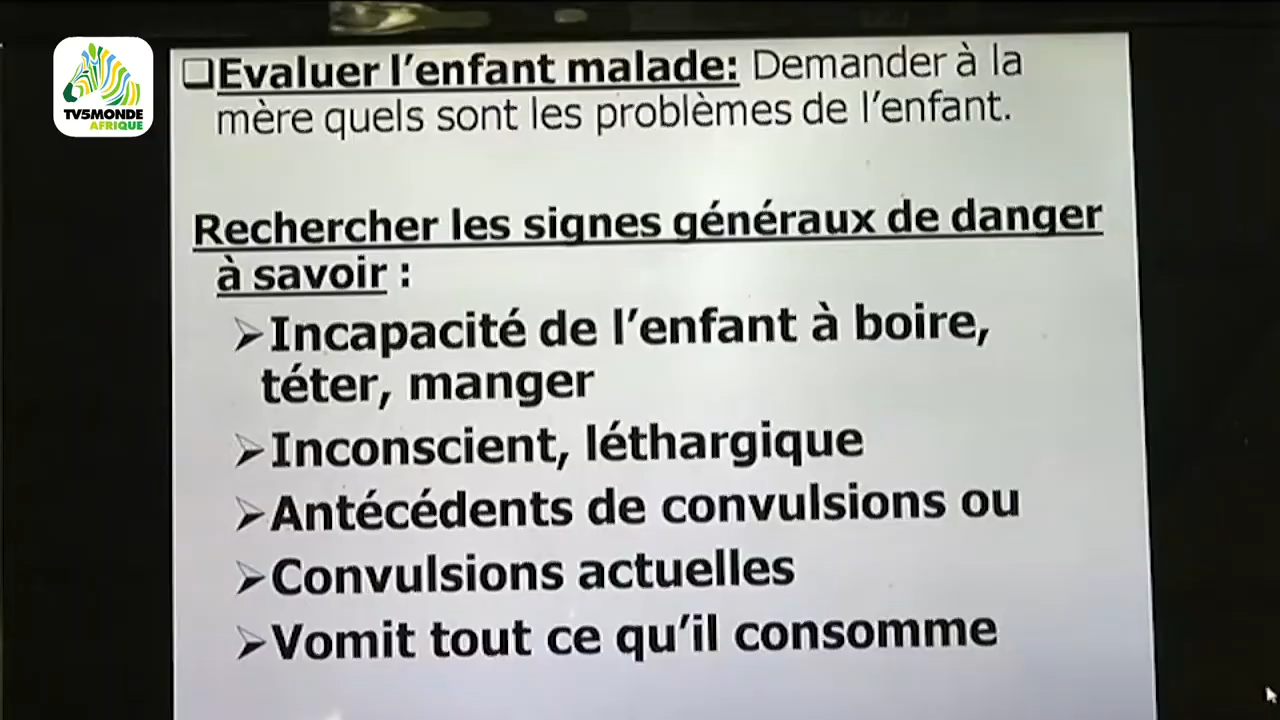 TV5MONDE
AFRIQUE
❑Evaluer l’enfant malade: Demander à la
mère quels sont les problèmes de l’enfant.
Rechercher les signes généraux de danger
à savoir :
➢Incapacité de l’enfant à boire,
téter, manger
➢Inconscient, léthargique
➢Antécédents de convulsions ou
➢Convulsions actuelles
➢Vomit tout ce qu’il consomme